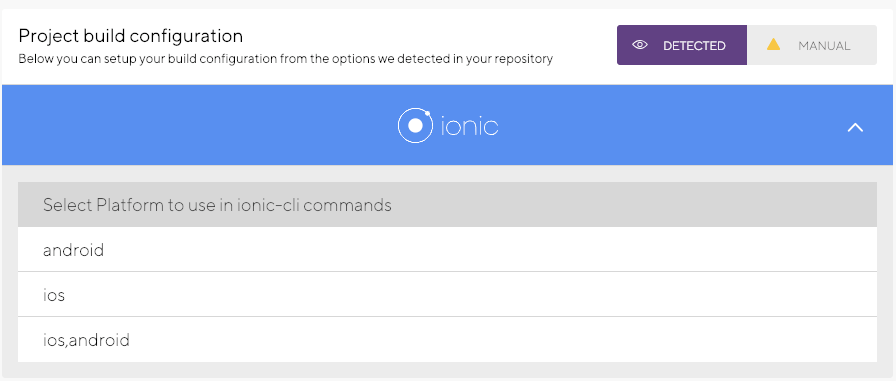 Project build configuration
Below you can setup your build configuration from the options we detected in your repository
DETECTED
MANUAL
ionic
Select Platform to use in ionic-cli commands
android
ios
ios,android